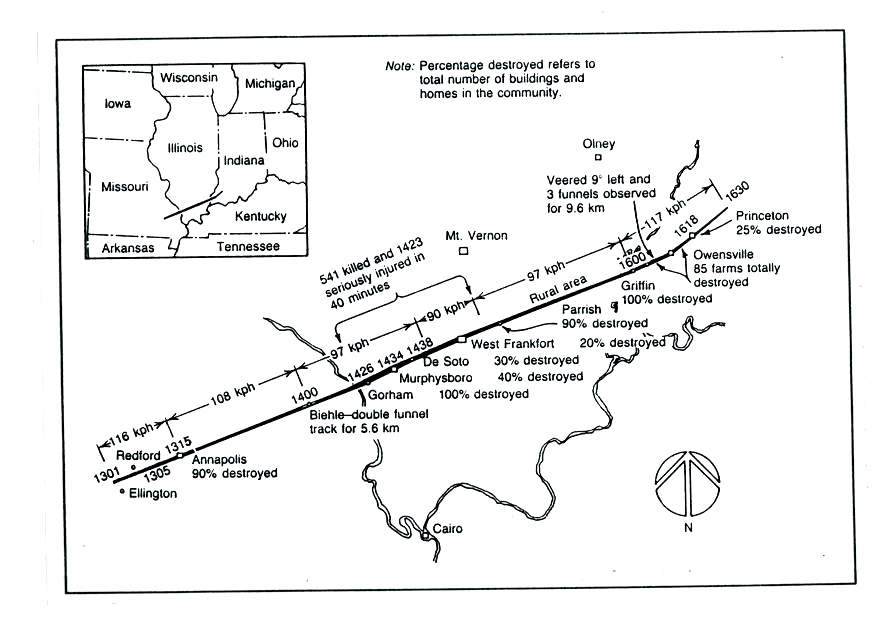 Note: Percentage destroyed refers to
total number of buildings and
homes in the community.
Wisconsin
Michigan
Iowa
Illinois
Indiana
Ohio
Missouri
Kentucky
Arkansas
Tennessee
Olney
Veered 9° left and
3 funnels observed
for 9.6 km
117 kph
1630
1618
Princeton
25% destroyed
Mt. Vernon
541 killed and 1423
seriously injured in
40 minutes
97 kph
1600
Owensville
85 farms totally
destroyed
Rural area
Griffin
100% destroyed
90 kph
Parrish
90% destroyed
97 kph
1438
West Frankfort 20% destroyed
1434
De Soto 30% destroyed
1426
Murphysboro 40% destroyed
Gorham 100% destroyed
108 kph
1400
Biehle–double funnel
track for 5.6 km
116 kph
1315
Redford
Annapolis
90% destroyed
1301
1305
Ellington
Cairo
N